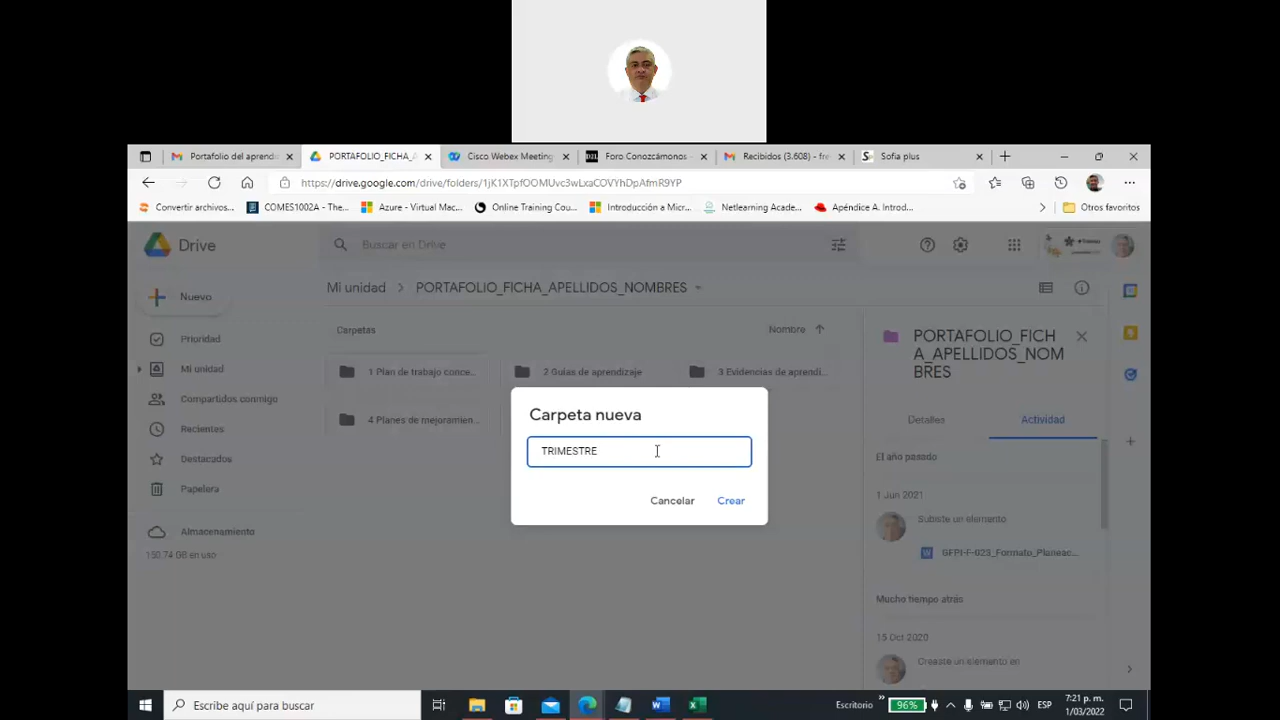 Portafolio del aprendi
PORTAFOLIO_FICHA_A
Cisco Webex Meeting
Foro Conozcámonos -
Recibidos (3.608) - fre
Sofia plus
https://drive.google.com/drive/folders/1jK1XTpfOOMUvc3wLxaCOVYhDpAfmR9YP
Convertir archivos...
COMES1002A - The...
Azure - Virtual Mac...
Online Training Cou...
Introducción a Micr...
Netlearning Acade...
Apéndice A. Introd...
Otros favoritos
Drive
Buscar en Drive
Nuevo
Mi unidad > PORTAFOLIO_FICHA_APELLIDOS_NOMBRES
Prioridad
Mi unidad
Compartidos conmigo
Recientes
Destacados
Papelera
Almacenamiento
150.74 GB en uso
Carpetas
Nombre
1 Plan de trabajo conce...
2 Guías de aprendizaje
3 Evidencias de aprendi...
4 Planes de mejoramien...
Carpeta nueva
TRIMESTRE
Cancelar
Crear
PORTAFOLIO_FICH
A_APELLIDOS_NOM
BRES
Detalles
Actividad
El año pasado
1 Jun 2021
Subiste un elemento
GFPI-F-023_Formato_Planeac...
Mucho tiempo atrás
15 Oct 2020
Creaste un elemento en
Escribe aquí para buscar
Escritorio
96%
ESP
7:21 p. m.
1/03/2022